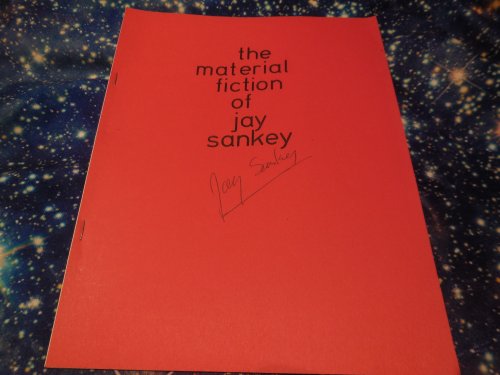 the
material
fiction
of
jay
sankey
Jay Sankey